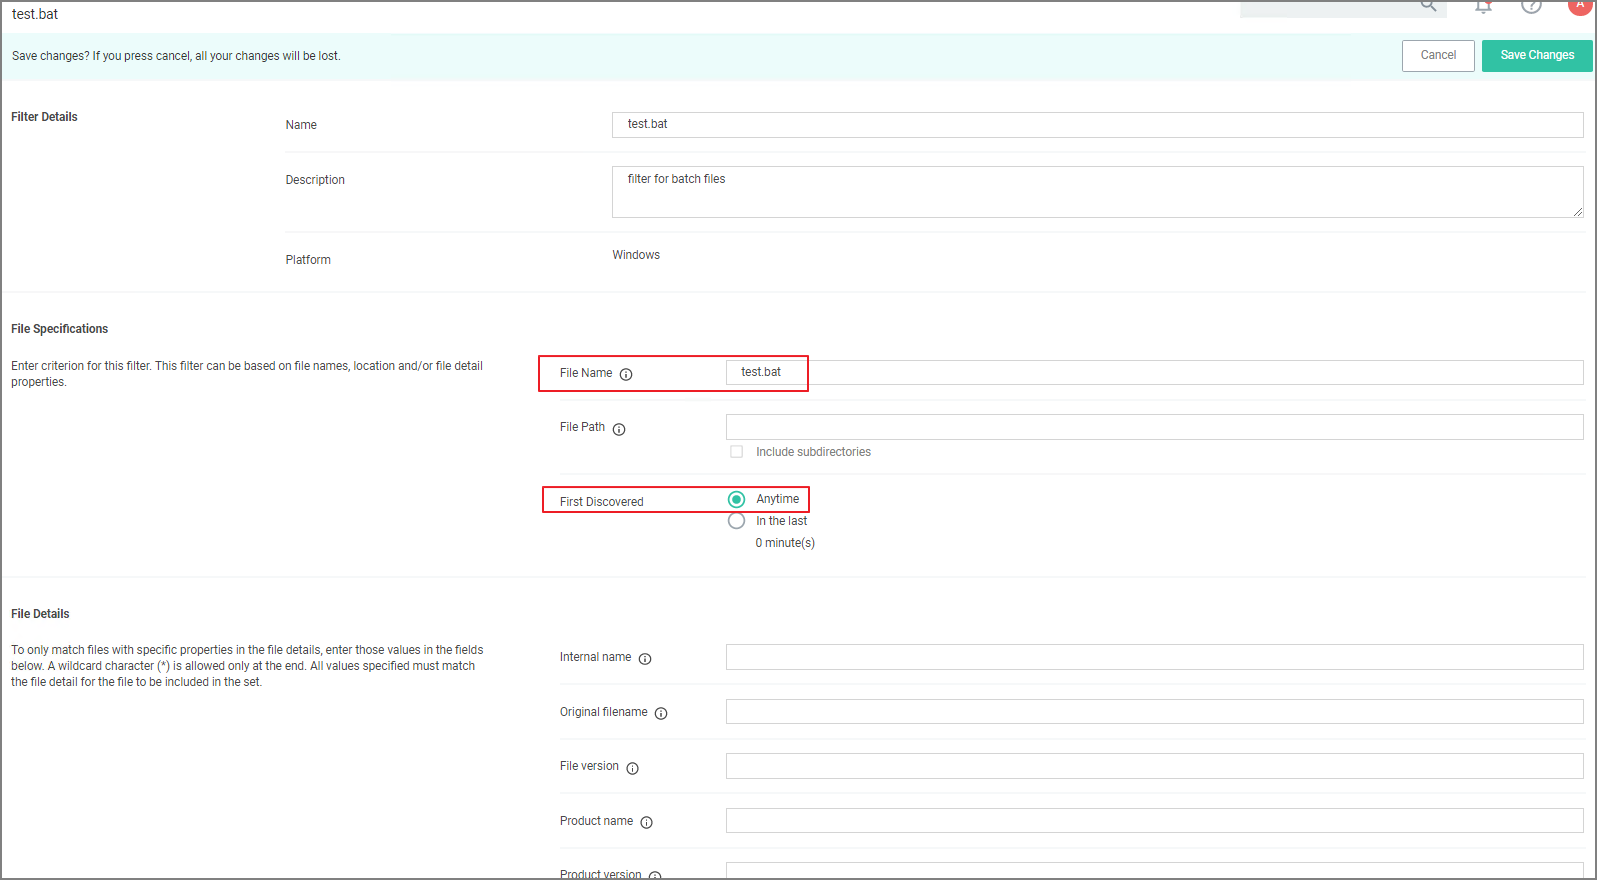 test.bat
A
Save changes? If you press cancel, all your changes will be lost.
Cancel
Save Changes
Filter Details
Name
test.bat
Description
filter for batch files
Platform
Windows
File Specifications
Enter criterion for this filter. This filter can be based on file names, location and/or file detail
properties.
File Name
test.bat
File Path
Include subdirectories
First Discovered
Anytime
In the last
0 minute(s)
File Details
To only match files with specific properties in the file details, enter those values in the fields
below. A wildcard character (*) is allowed only at the end. All values specified must match
the file detail for the file to be included in the set.
Internal name
Original filename
File version
Product name
Product version